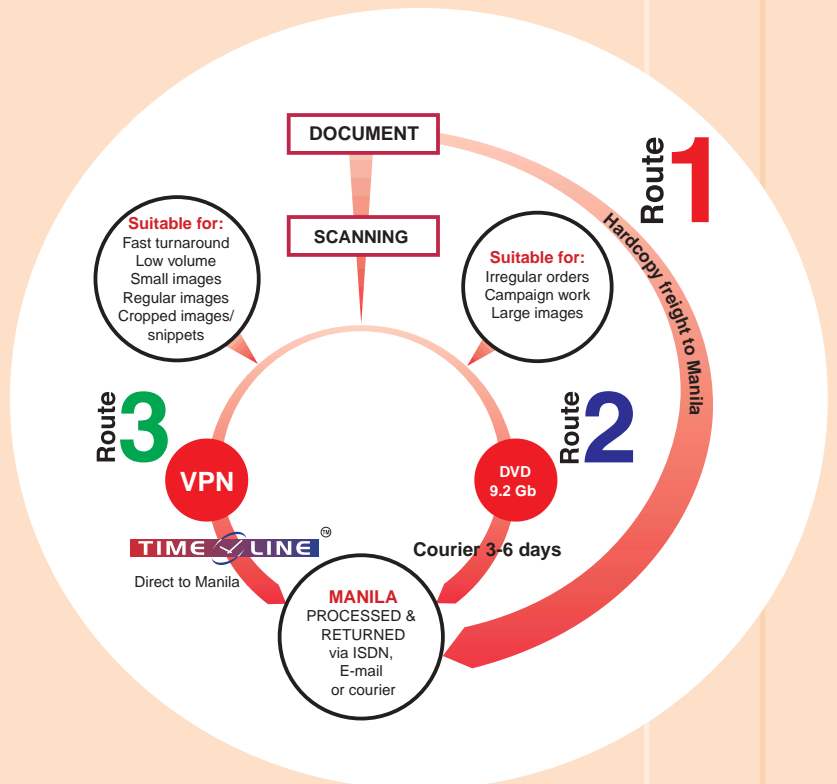 DOCUMENT
Route 1
Hardcopy freight to Manila
SCANNING
Suitable for:
Fast turnaround
Low volume
Small images
Regular images
Cropped images/
snippets
Suitable for:
Irregular orders
Campaign work
Large images
Route 3
VPN
Route 2
DVD
9.2 Gb
TIME LINE TM
Direct to Manila
Courier 3-6 days
MANILA
PROCESSED &
RETURNED
via ISDN,
E-mail
or courier